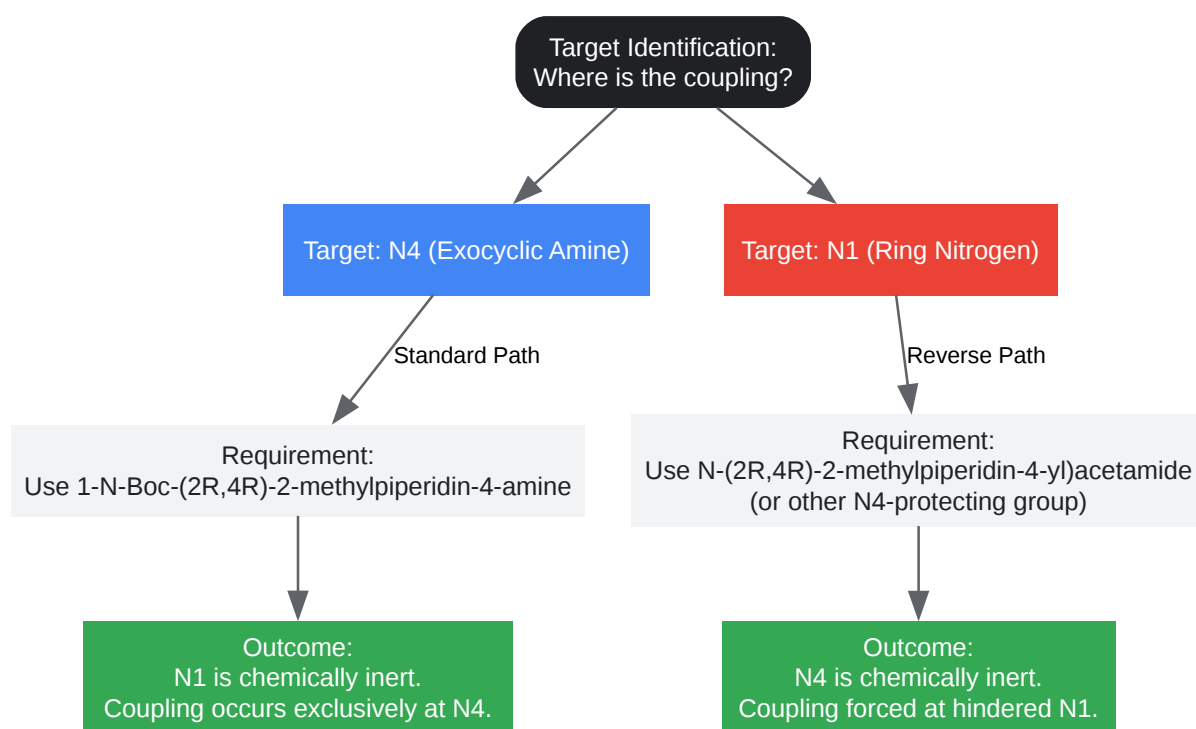 Target Identification:
Where is the coupling?
Target: N4 (Exocyclic Amine)
Target: N1 (Ring Nitrogen)
Standard Path
Reverse Path
Requirement:
Use 1-N-Boc-(2R,4R)-2-methylpiperidin-4-amine
Requirement:
Use N-(2R,4R)-2-methylpiperidin-4-yl)acetamide
(or other N4-protecting group)
Outcome:
N1 is chemically inert.
Coupling occurs exclusively at N4.
Outcome:
N4 is chemically inert.
Coupling forced at hindered N1.